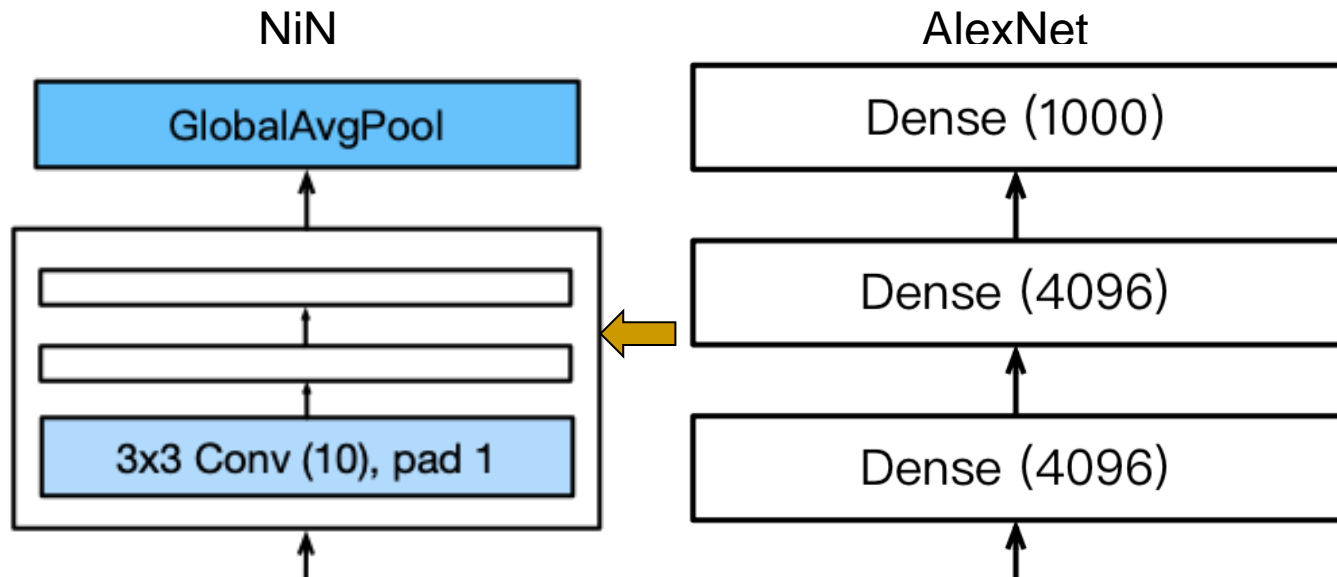 NiN
GlobalAvgPool
3x3 Conv (10), pad 1
AlexNet
Dense (1000)
Dense (4096)
Dense (4096)